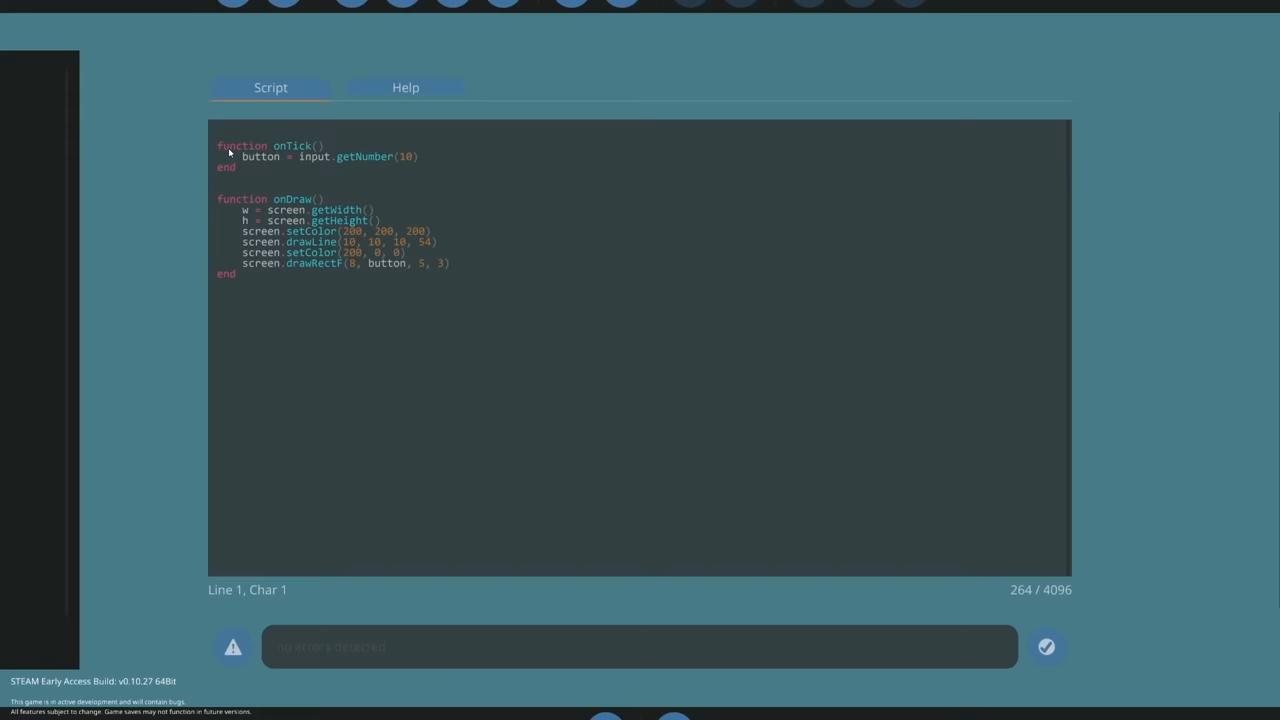 Script
Help
function onTick()
button = input.getNumber(10)
end
function onDraw()
w = screen.getWidth()
h = screen.getHeight()
screen.setColor(200, 200, 200)
screen.drawLine(10, 10, 10, 54)
screen.setColor(200, 0, 0)
screen.drawRectF(8, button, 5, 3)
end
Line 1, Char 1
264 / 4096
no errors detected
STEAM Early Access Build: v0.10.27 64Bit
This game is in active development and will contain bugs.
All features subject to change. Game saves may not function in future versions.